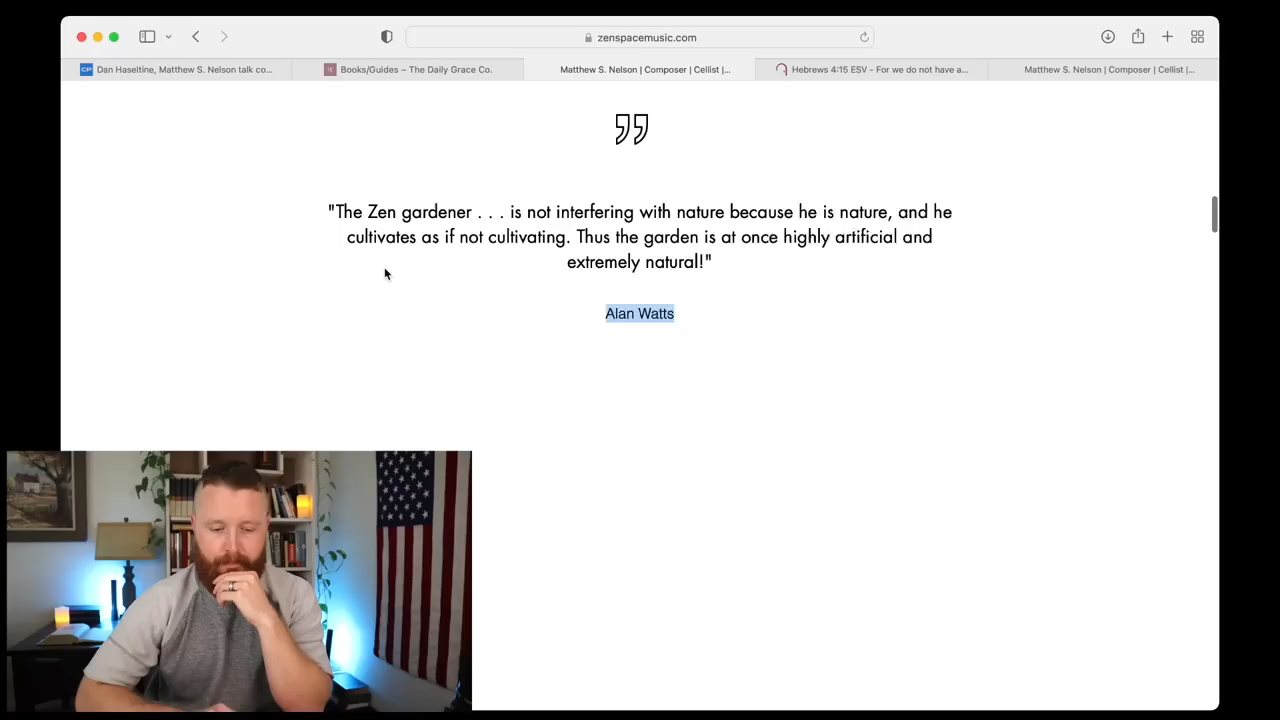 zenspacemusic.com
CP Dan Haseltine, Matthew S. Nelson talk co...
Books/Guides – The Daily Grace Co.
Matthew S. Nelson | Composer | Cellist |...
Hebrews 4:15 ESV - For we do not have a...
Matthew S. Nelson | Composer | Cellist |...
"The Zen gardener . . . is not interfering with nature because he is nature, and he
cultivates as if not cultivating. Thus the garden is at once highly artificial and
extremely natural!"
Alan Watts